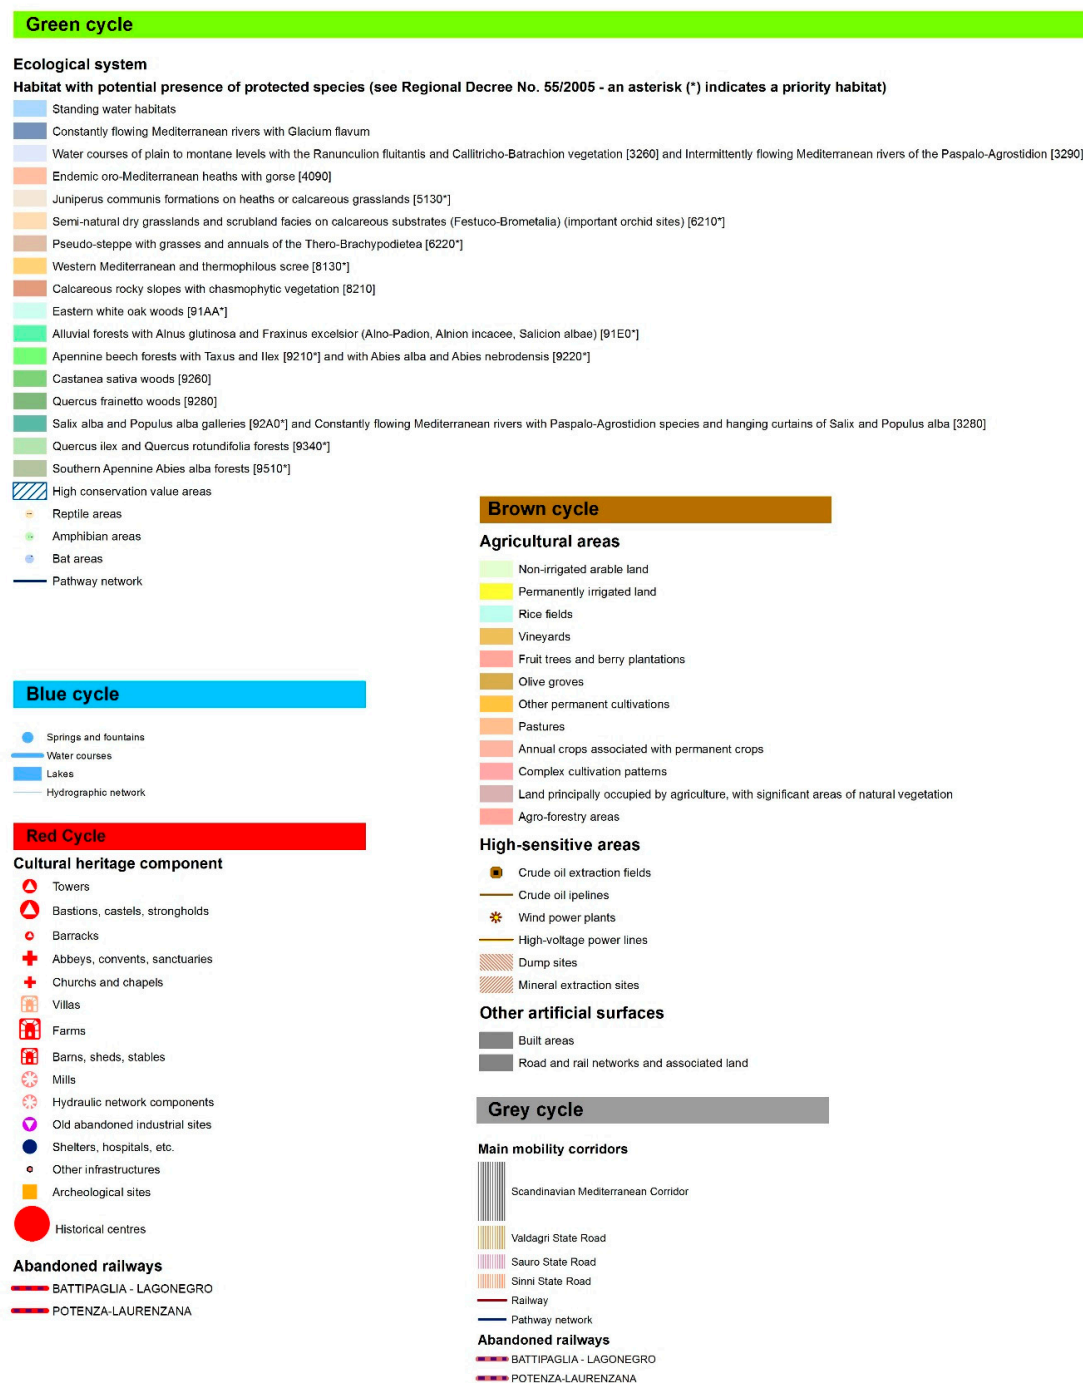 Green cycle
Ecological system
Habitat with potential presence of protected species (see Regional Decree No. 55/2005 - an asterisk (*) indicates a priority habitat)
Standing water habitats
Constantly flowing Mediterranean rivers with Glacium flavum
Water courses of plain to montane levels with the Ranunculion fluitantis and Callitricho-Batrachion vegetation [3260] and Intermittently flowing Mediterranean rivers of the Paspalo-Agrostidion [3290]
Endemic oro-Mediterranean heaths with gorse [4090]
Juniperus communis formations on heaths or calcareous grasslands [5130*]
Semi-natural dry grasslands and scrubland facies on calcareous substrates (Festuco-Brometalia) (important orchid sites) [6210*]
Pseudo-steppe with grasses and annuals of the Thero-Brachypodietea [6220*]
Western Mediterranean and thermophilous scree [8130*]
Calcareous rocky slopes with chasmophytic vegetation [8210]
Eastern white oak woods [91AA*]
Alluvial forests with Alnus glutinosa and Fraxinus excelsior (Alno-Padion, Alnion incacee, Salicion albae) [91E0*]
Apennine beech forests with Taxus and Ilex [9210*] and with Abies alba and Abies nebrodensis [9220*]
Castanea sativa woods [9260]
Quercus frainetto woods [9280]
Salix alba and Populus alba galleries [92A0*] and Constantly flowing Mediterranean rivers with Paspalo-Agrostidion species and hanging curtains of Salix and Populus alba [3280]
Quercus ilex and Quercus rotundifolia forests [9340*]
Southern Apennine Abies alba forests [9510*]
High conservation value areas
Reptile areas
Amphibian areas
Bat areas
Pathway network
Blue cycle
Springs and fountains
Water courses
Lakes
Hydrographic network
Red Cycle
Cultural heritage component
Towers
Bastions, castels, strongholds
Barracks
Abbeys, convents, sanctuaries
Churchs and chapels
Villas
Farms
Barns, sheds, stables
Mills
Hydraulic network components
Old abandoned industrial sites
Shelters, hospitals, etc.
Other infrastructures
Archeological sites
Historical centres
Abandoned railways
BATTIPAGLIA - LAGONEGRO
POTENZA-LAURENZANA
Brown cycle
Agricultural areas
Non-irrigated arable land
Permanently irrigated land
Rice fields
Vineyards
Fruit trees and berry plantations
Olive groves
Other permanent cultivations
Pastures
Annual crops associated with permanent crops
Complex cultivation patterns
Land principally occupied by agriculture, with significant areas of natural vegetation
Agro-forestry areas
High-sensitive areas
Crude oil extraction fields
Crude oil ipelines
Wind power plants
High-voltage power lines
Dump sites
Mineral extraction sites
Other artificial surfaces
Built areas
Road and rail networks and associated land
Grey cycle
Main mobility corridors
Scandinavian Mediterranean Corridor
Valdagri State Road
Sauro State Road
Sinni State Road
Railway
Pathway network
Abandoned railways
BATTIPAGLIA - LAGONEGRO
POTENZA-LAURENZANA